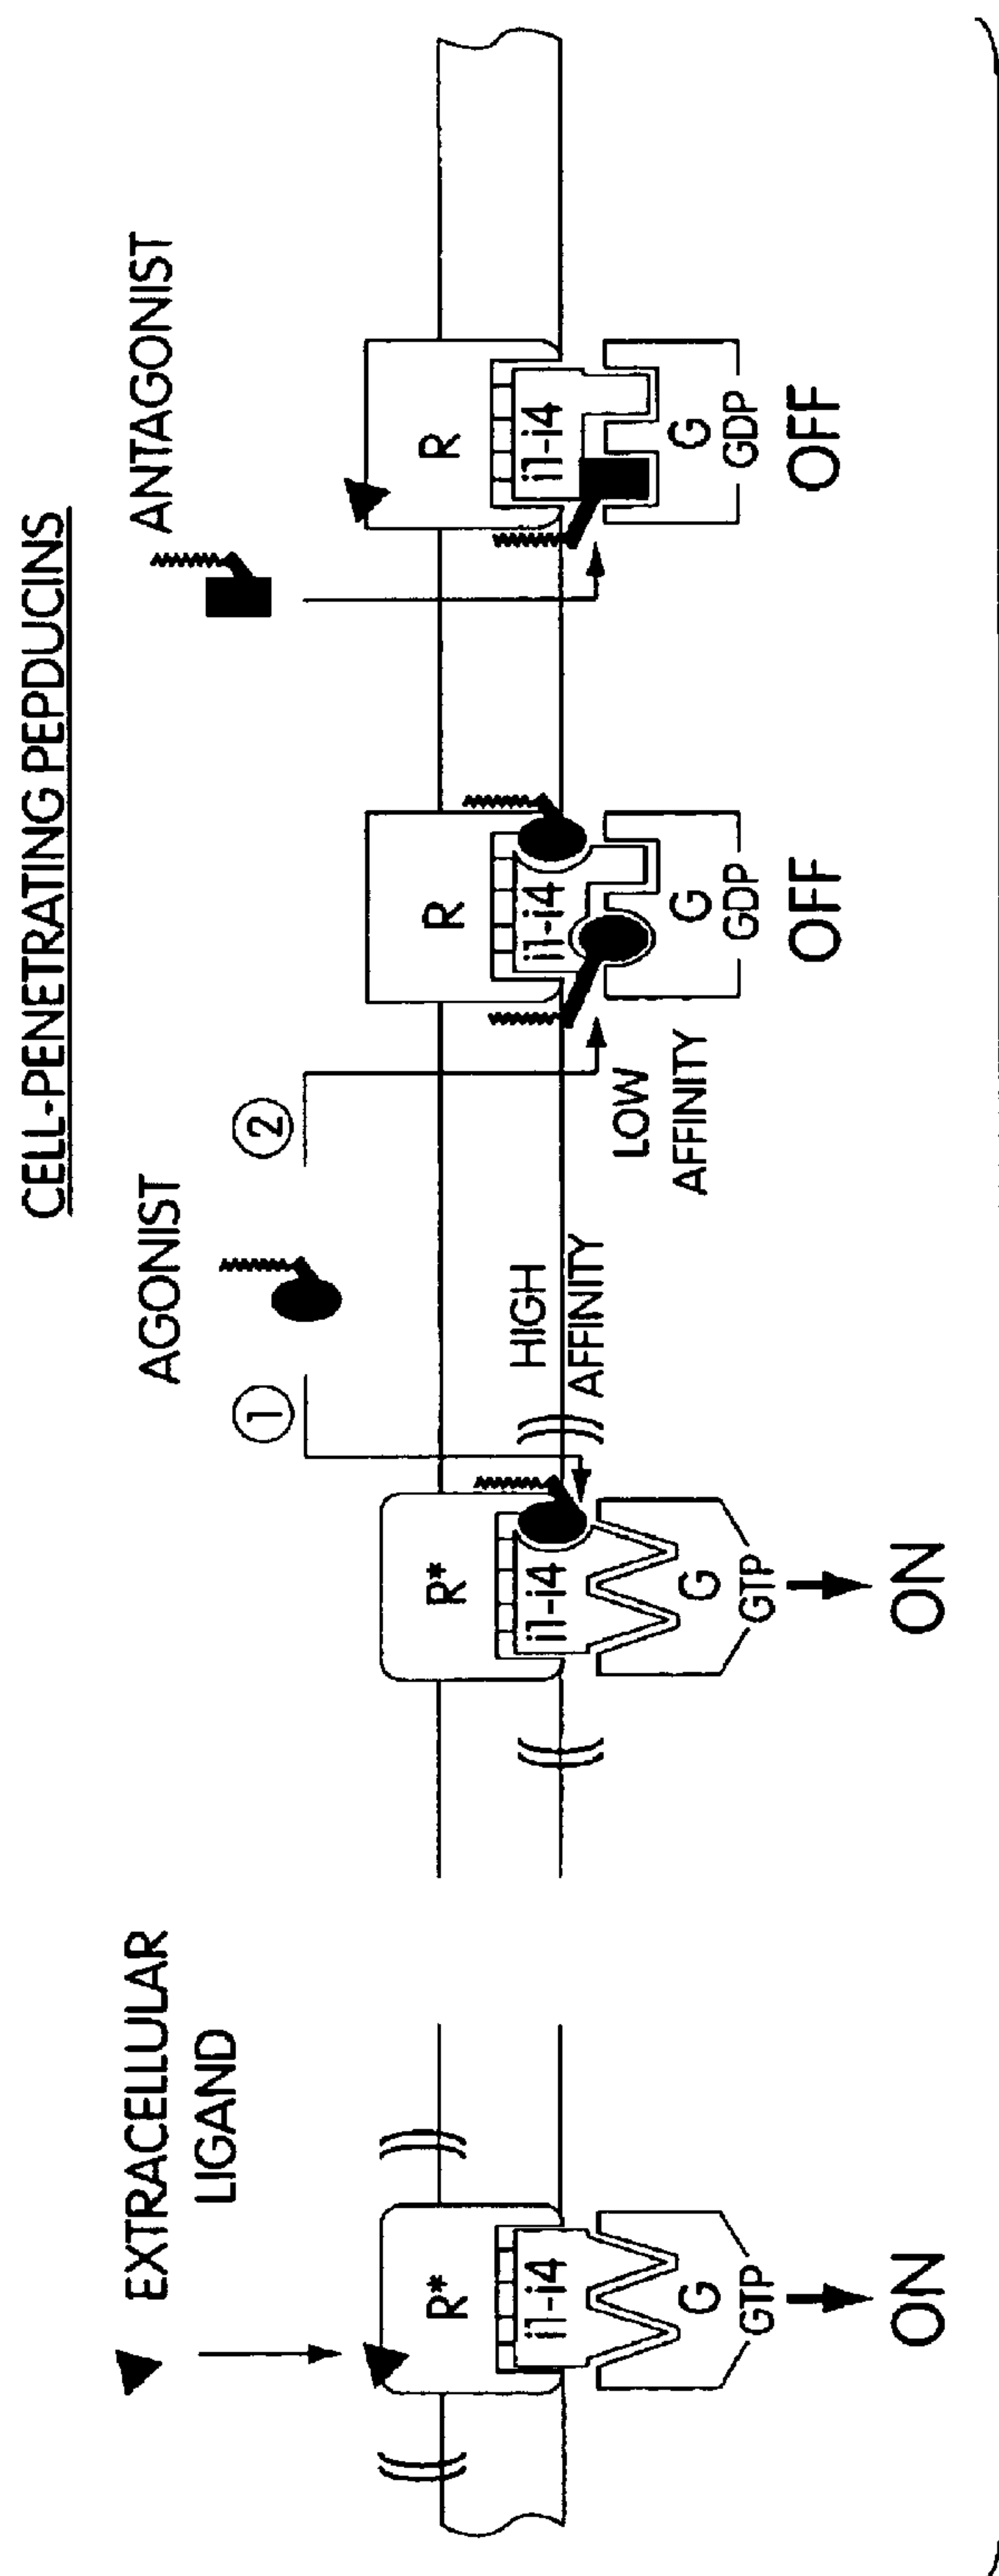 CELL-PENETRATING PEPDUCINS
EXTRACELLULAR
LIGAND
AGONIST
ANTAGONIST
1
2
R*
i1-i4
G
GTP
ON
R*
i1-i4
G
GTP
ON
HIGH
AFFINITY
LOW
AFFINITY
R
i1-i4
G
GDP
OFF
R
i1-i4
G
GDP
OFF